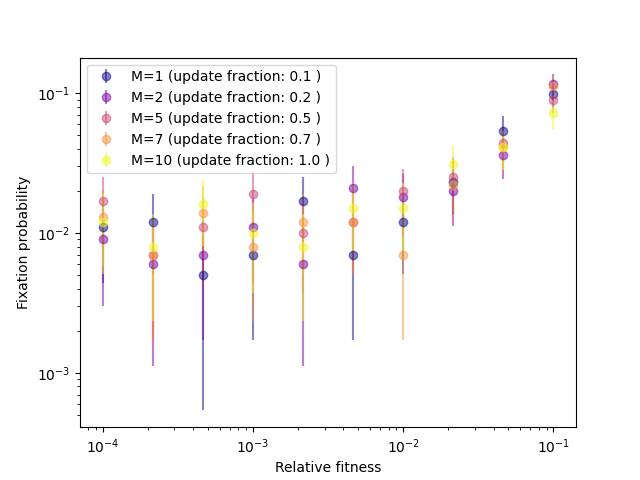 M=1 (update fraction: 0.1 )
M=2 (update fraction: 0.2 )
M=5 (update fraction: 0.5 )
M=7 (update fraction: 0.7 )
M=10 (update fraction: 1.0 )
Fixation probability
10⁻¹
10⁻²
10⁻³
10⁻⁴ 10⁻³ 10⁻² 10⁻¹
Relative fitness